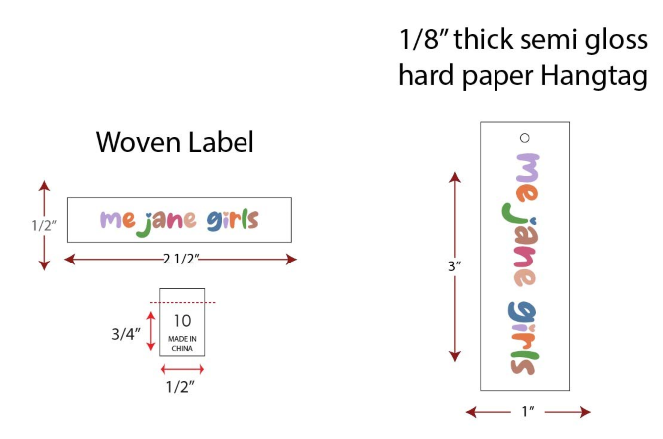 1/8” thick semi gloss
hard paper Hangtag
Woven Label
1/2”
me jane girls
2 1/2”
3/4”
10
MADE IN
CHINA
1/2”
me jane girls
3”
1”